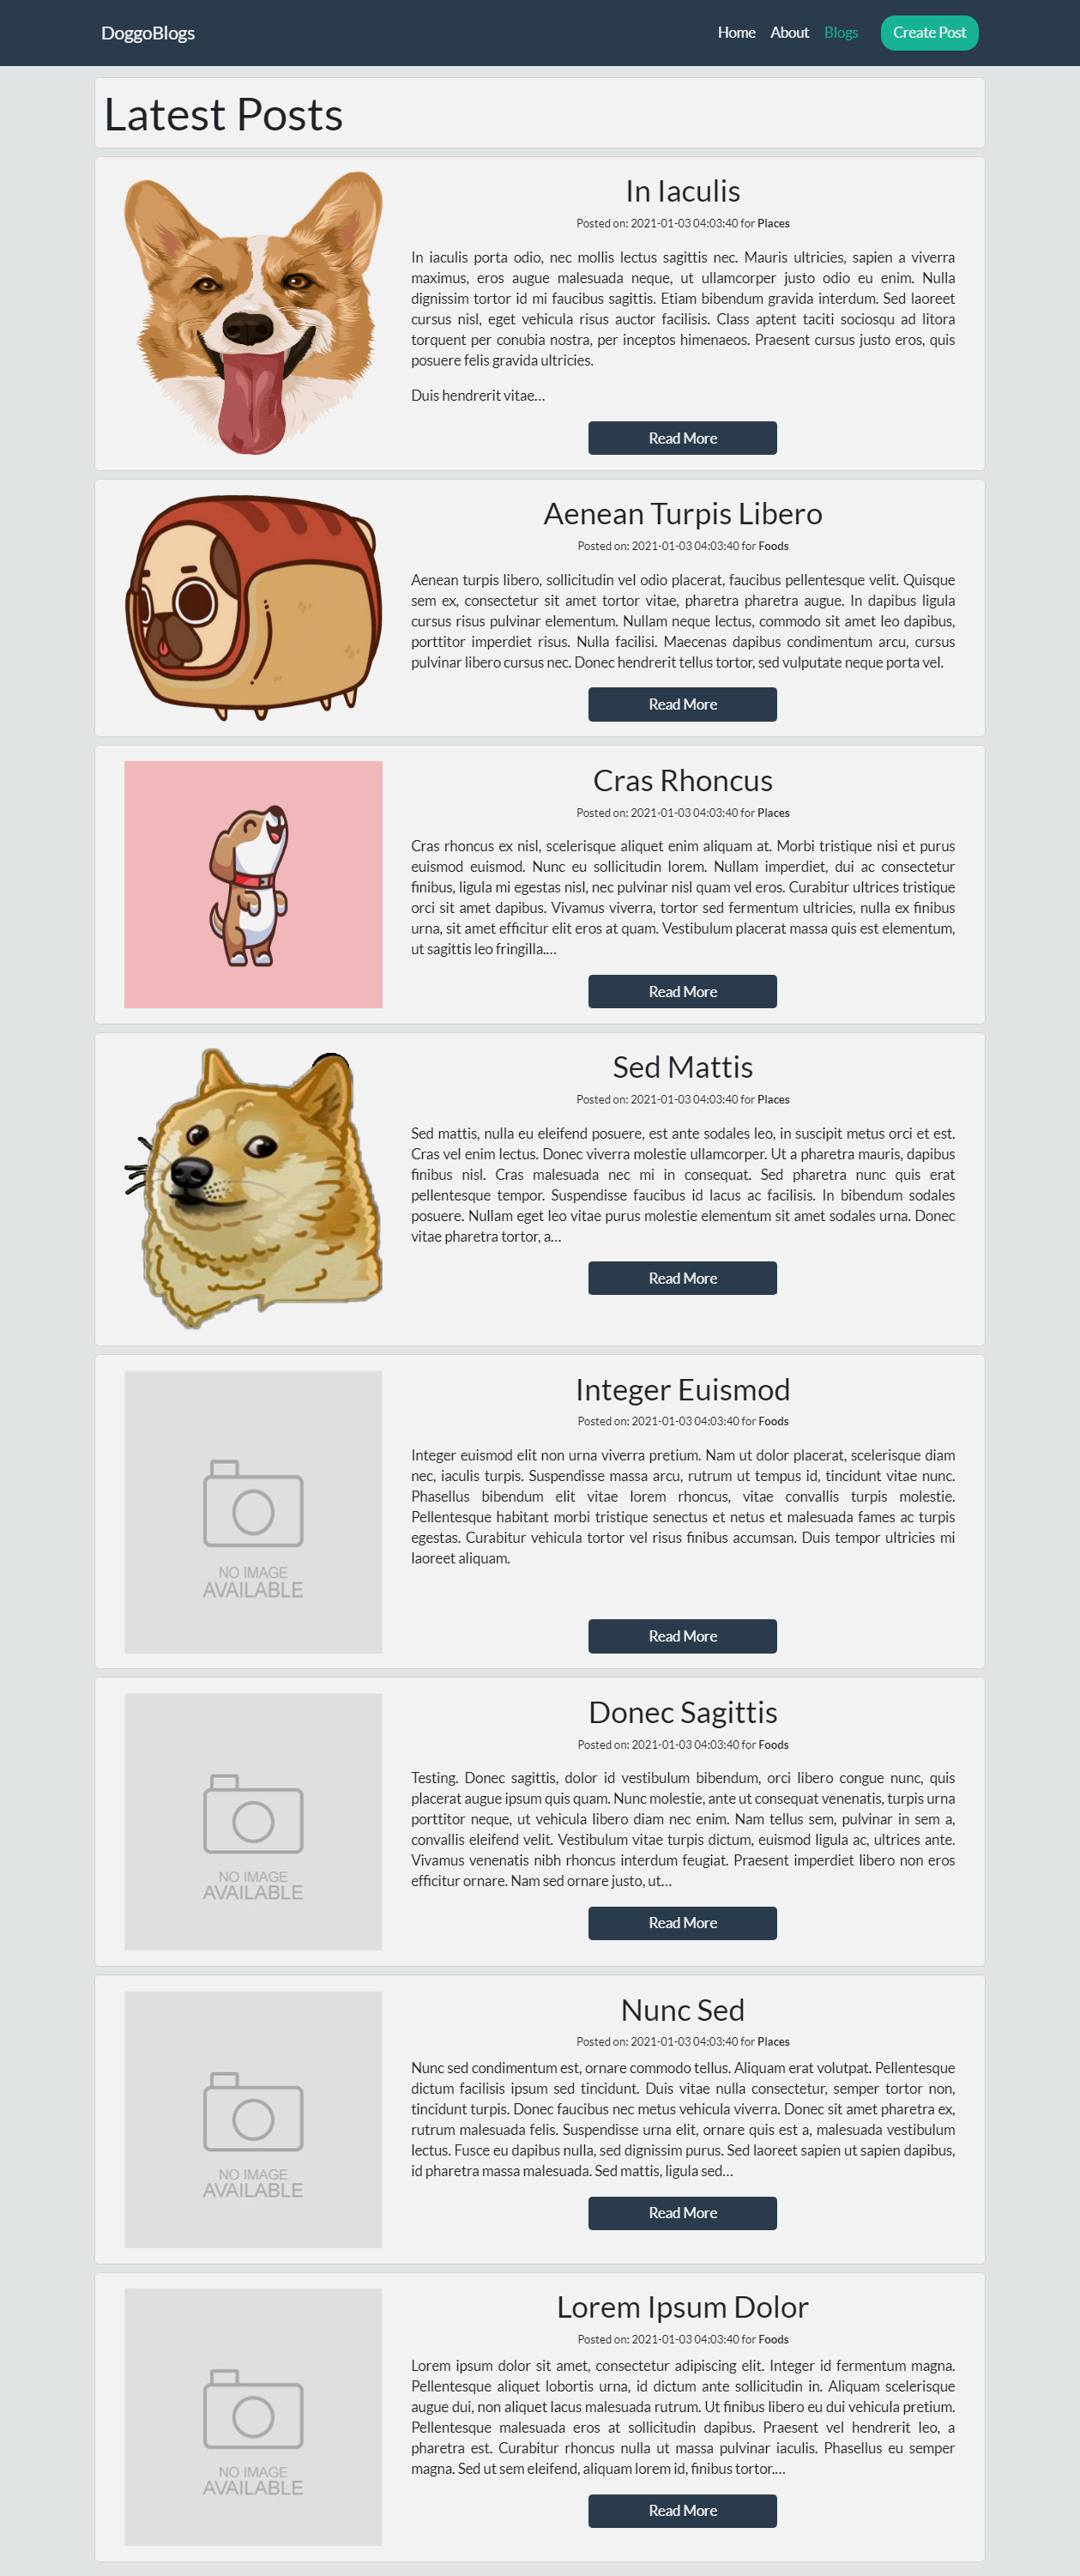 DoggoBlogs
Home About Blogs Create Post
Latest Posts
In Iaculis
Posted on: 2021-01-03 04:03:40 for Places
In iaculis porta odio, nec mollis lectus sagittis nec. Mauris ultricies, sapien a viverra
maximus, eros augue malesuada neque, ut ullamcorper justo odio eu enim. Nulla
dignissim tortor id mi faucibus sagittis. Etiam bibendum gravida interdum. Sed laoreet
cursus nisl, eget vehicula risus auctor facilisis. Class aptent taciti sociosqu ad litora
torquent per conubia nostra, per inceptos himenaeos. Praesent cursus justo eros, quis
posuere felis gravida ultricies.
Duis hendrerit vitae...
Read More
Aenean Turpis Libero
Posted on: 2021-01-03 04:03:40 for Foods
Aenean turpis libero, sollicitudin vel odio placerat, faucibus pellentesque velit. Quisque
sem ex, consectetur sit amet tortor vitae, pharetra pharetra augue. In dapibus ligula
cursus risus pulvinar elementum. Nullam neque lectus, commodo sit amet leo dapibus,
porttitor imperdiet risus. Nulla facilisi. Maecenas dapibus condimentum arcu, cursus
pulvinar libero cursus nec. Donec hendrerit tellus tortor, sed vulputate neque porta vel.
Read More
Cras Rhoncus
Posted on: 2021-01-03 04:03:40 for Places
Cras rhoncus ex nisl, scelerisque aliquet enim aliquam at. Morbi tristique nisi et purus
euismod euismod. Nunc eu sollicitudin lorem. Nullam imperdiet, dui ac consectetur
finibus, ligula mi egestas nisl, nec pulvinar nisl quam vel eros. Curabitur ultrices tristique
orci sit amet dapibus. Vivamus viverra, tortor sed fermentum ultricies, nulla ex finibus
urna, sit amet efficitur elit eros at quam. Vestibulum placerat massa quis est elementum,
ut sagittis leo fringilla....
Read More
Sed Mattis
Posted on: 2021-01-03 04:03:40 for Places
Sed mattis, nulla eu eleifend posuere, est ante sodales leo, in suscipit metus orci et est.
Cras vel enim lectus. Donec viverra molestie ullamcorper. Ut a pharetra mauris, dapibus
finibus nisl. Cras malesuada nec mi in consequat. Sed pharetra nunc quis erat
pellentesque tempor. Suspendisse faucibus id lacus ac facilisis. In bibendum sodales
posuere. Nullam eget leo vitae purus molestie elementum sit amet sodales urna. Donec
vitae pharetra tortor, a...
Read More
Integer Euismod
Posted on: 2021-01-03 04:03:40 for Foods
Integer euismod elit non urna viverra pretium. Nam ut dolor placerat, scelerisque diam
nec, iaculis turpis. Suspendisse massa arcu, rutrum ut tempus id, tincidunt vitae nunc.
Phasellus bibendum elit vitae lorem rhoncus, vitae convallis turpis molestie.
Pellentesque habitant morbi tristique senectus et netus et malesuada fames ac turpis
egestas. Curabitur vehicula tortor vel risus finibus accumsan. Duis tempor ultricies mi
laoreet aliquam.
NO IMAGE
AVAILABLE
Read More
Donec Sagittis
Posted on: 2021-01-03 04:03:40 for Foods
Testing. Donec sagittis, dolor id vestibulum bibendum, orci libero congue nunc, quis
placerat augue ipsum quis quam. Nunc molestie, ante ut consequat venenatis, turpis urna
porttitor neque, ut vehicula libero diam nec enim. Nam tellus sem, pulvinar in sem a,
convallis eleifend velit. Vestibulum vitae turpis dictum, euismod ligula ac, ultrices ante.
Vivamus venenatis nibh rhoncus interdum feugiat. Praesent imperdiet libero non eros
efficitur ornare. Nam sed ornare justo, ut...
NO IMAGE
AVAILABLE
Read More
Nunc Sed
Posted on: 2021-01-03 04:03:40 for Places
Nunc sed condimentum est, ornare commodo tellus. Aliquam erat volutpat. Pellentesque
dictum facilisis ipsum sed tincidunt. Duis vitae nulla consectetur, semper tortor non,
tincidunt turpis. Donec faucibus nec metus vehicula viverra. Donec sit amet pharetra ex,
rutrum malesuada felis. Suspendisse urna elit, ornare quis est a, malesuada vestibulum
lectus. Fusce eu dapibus nulla, sed dignissim purus. Sed laoreet sapien ut sapien dapibus,
id pharetra massa malesuada. Sed mattis, ligula sed...
NO IMAGE
AVAILABLE
Read More
Lorem Ipsum Dolor
Posted on: 2021-01-03 04:03:40 for Foods
Lorem ipsum dolor sit amet, consectetur adipiscing elit. Integer id fermentum magna.
Pellentesque aliquet lobortis urna, id dictum ante sollicitudin in. Aliquam scelerisque
augue dui, non aliquet lacus malesuada rutrum. Ut finibus libero eu dui vehicula pretium.
Pellentesque malesuada eros at sollicitudin dapibus. Praesent vel hendrerit leo, a
pharetra est. Curabitur rhoncus nulla ut massa pulvinar iaculis. Phasellus eu semper
magna. Sed ut sem eleifend, aliquam lorem id, finibus tortor....
NO IMAGE
AVAILABLE
Read More